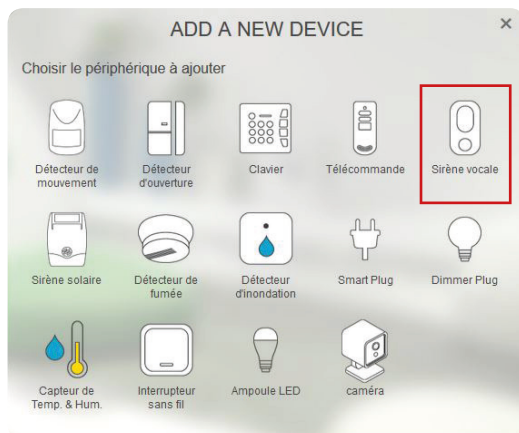 ADD A NEW DEVICE
×
Choisir le périphérique à ajouter
Détecteur de
mouvement
Détecteur
d'ouverture
Clavier
Télécommande
Sirène vocale
Sirène solaire
Détecteur de
fumée
Détecteur
d'inondation
Smart Plug
Dimmer Plug
Capteur de
Temp. & Hum.
Interrupteur
sans fil
Ampoule LED
caméra